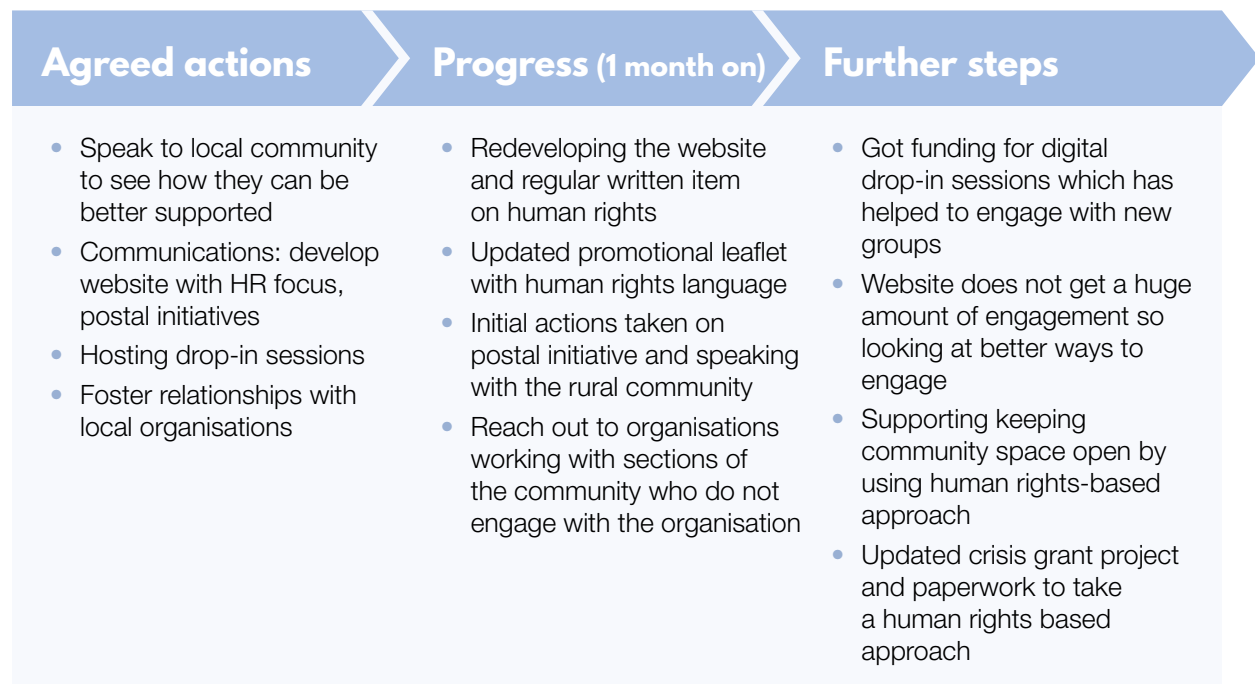 Agreed actions
Speak to local community
to see how they can be
better supported
Communications: develop
website with HR focus,
postal initiatives
Hosting drop-in sessions
Foster relationships with
local organisations
Progress (1 month on)
Redeveloping the website
and regular written item
on human rights
Updated promotional leaflet
with human rights language
Initial actions taken on
postal initiative and speaking
with the rural community
Reach out to organisations
working with sections of
the community who do not
engage with the organisation
Further steps
Got funding for digital
drop-in sessions which has
helped to engage with new
groups
Website does not get a huge
amount of engagement so
looking at better ways to
engage
Supporting keeping
community space open by
using human rights-based
approach
Updated crisis grant project
and paperwork to take
a human rights based
approach